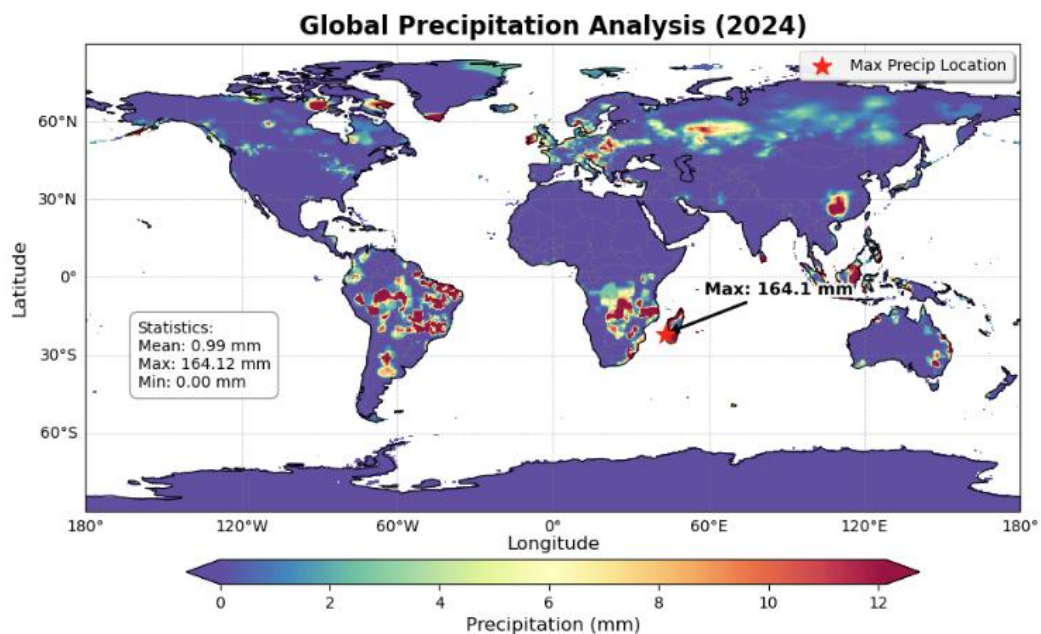 Global Precipitation Analysis (2024)
Max Precip Location
60°N
30°N
0°
30°S
60°S
Latitude
Max: 164.1 mm
Statistics:
Mean: 0.99 mm
Max: 164.12 mm
Min: 0.00 mm
180° 120°W 60°W 0° 60°E 120°E 180°
Longitude
0 2 4 6 8 10 12
Precipitation (mm)